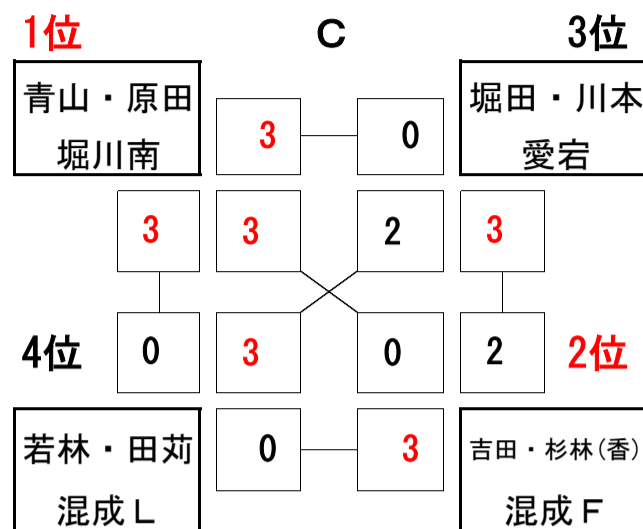 1位 C 3位
青山・原田 堀田・川本
堀川南 3 0 愛宕
3 3 2 3
4位 0 3 0 2 2位
若林・田苅 0 3 吉田・杉林(香)
混成L 混成F